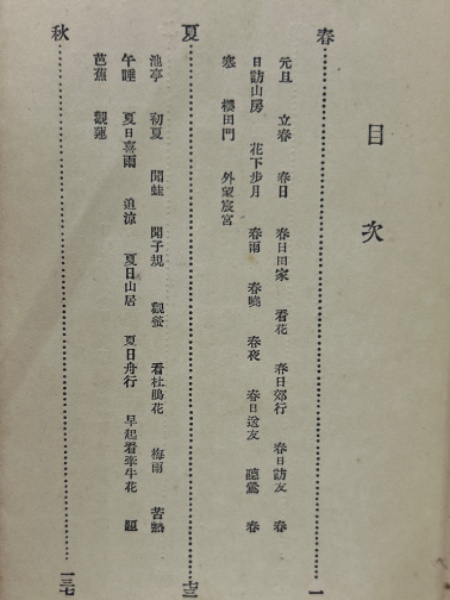 目次
春……………………一
元旦 立春 春日 春日田家 看花 春日郊行 春日訪友 春
日訪山房 花下步月 春雨 春曉 春夜 春日送友 聽鶯 春
寒 櫻田門外望宸宮
夏……………………七三
池亭 初夏 聞蛙 聞子規 觀螢 看杜鵑花 梅雨 苦熱
午睡 夏日喜雨 追涼 夏日山居 夏日舟行 早起看牽牛花 題
芭蕉 觀蓮
秋……………………一三七